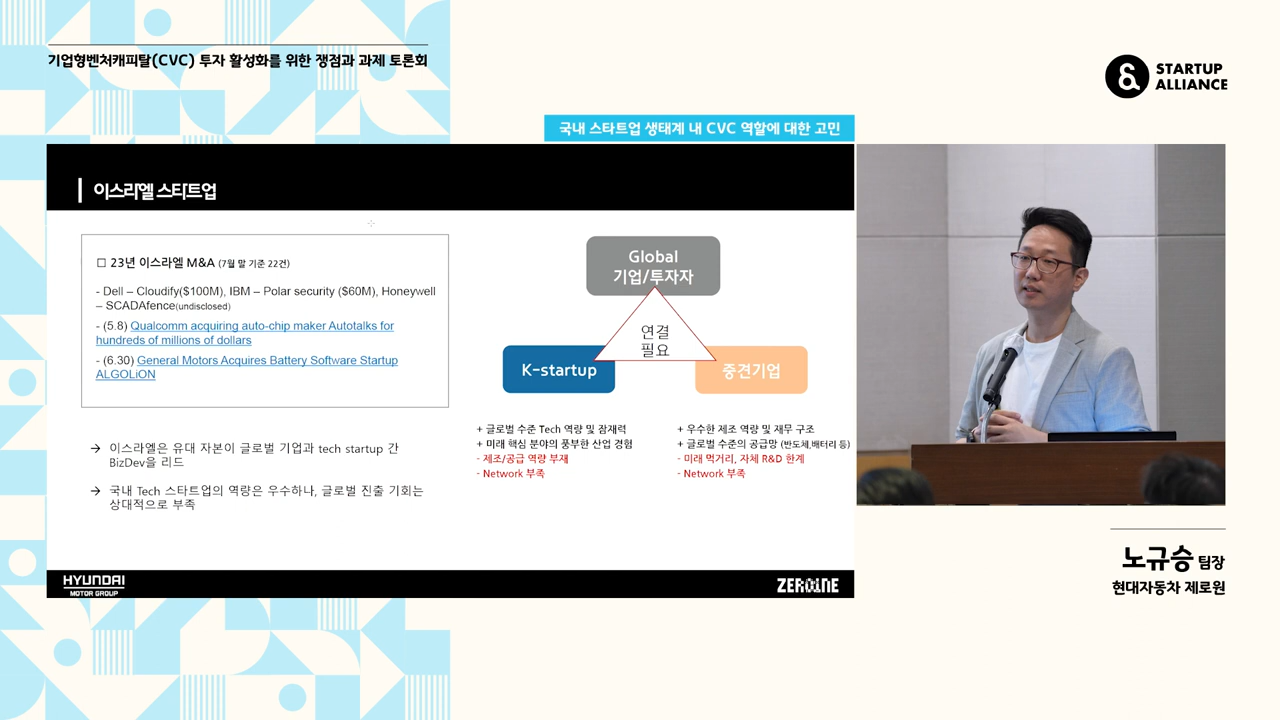 기업형벤처캐피탈(CVC) 투자 활성화를 위한 쟁점과 과제 토론회
STARTUP
ALLIANCE
국내 스타트업 생태계 내 CVC 역할에 대한 고민
이스라엘 스타트업
□ 23년 이스라엘 M&A (7월 말 기준 22건)
- Dell – Cloudify($100M), IBM – Polar security ($60M), Honeywell
– SCADAfence(undisclosed)
- (5.8) Qualcomm acquiring auto-chip maker Autotalks for
hundreds of millions of dollars
- (6.30) General Motors Acquires Battery Software Startup
ALGOLiON
→ 이스라엘은 유대 자본이 글로벌 기업과 tech startup 간
BizDev을 리드
→ 국내 Tech 스타트업의 역량은 우수하나, 글로벌 진출 기회는
상대적으로 부족
Global
기업/투자자
연결
필요
K-startup
중견기업
+ 글로벌 수준 Tech 역량 및 잠재력
+ 미래 핵심 분야의 풍부한 산업 경험
- 제조/공급 역량 부재
- Network 부족
+ 우수한 제조 역량 및 재무 구조
+ 글로벌 수준의 공급망 (반도체,배터리 등)
- 미래 먹거리, 자체 R&D 한계
- Network 부족
HYUNDAI
MOTOR GROUP
ZER01NE
노규승 팀장
현대자동차 제로원